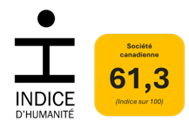 INDICE
D'HUMANITÉ
Société
canadienne
61,3
(Indice sur 100)